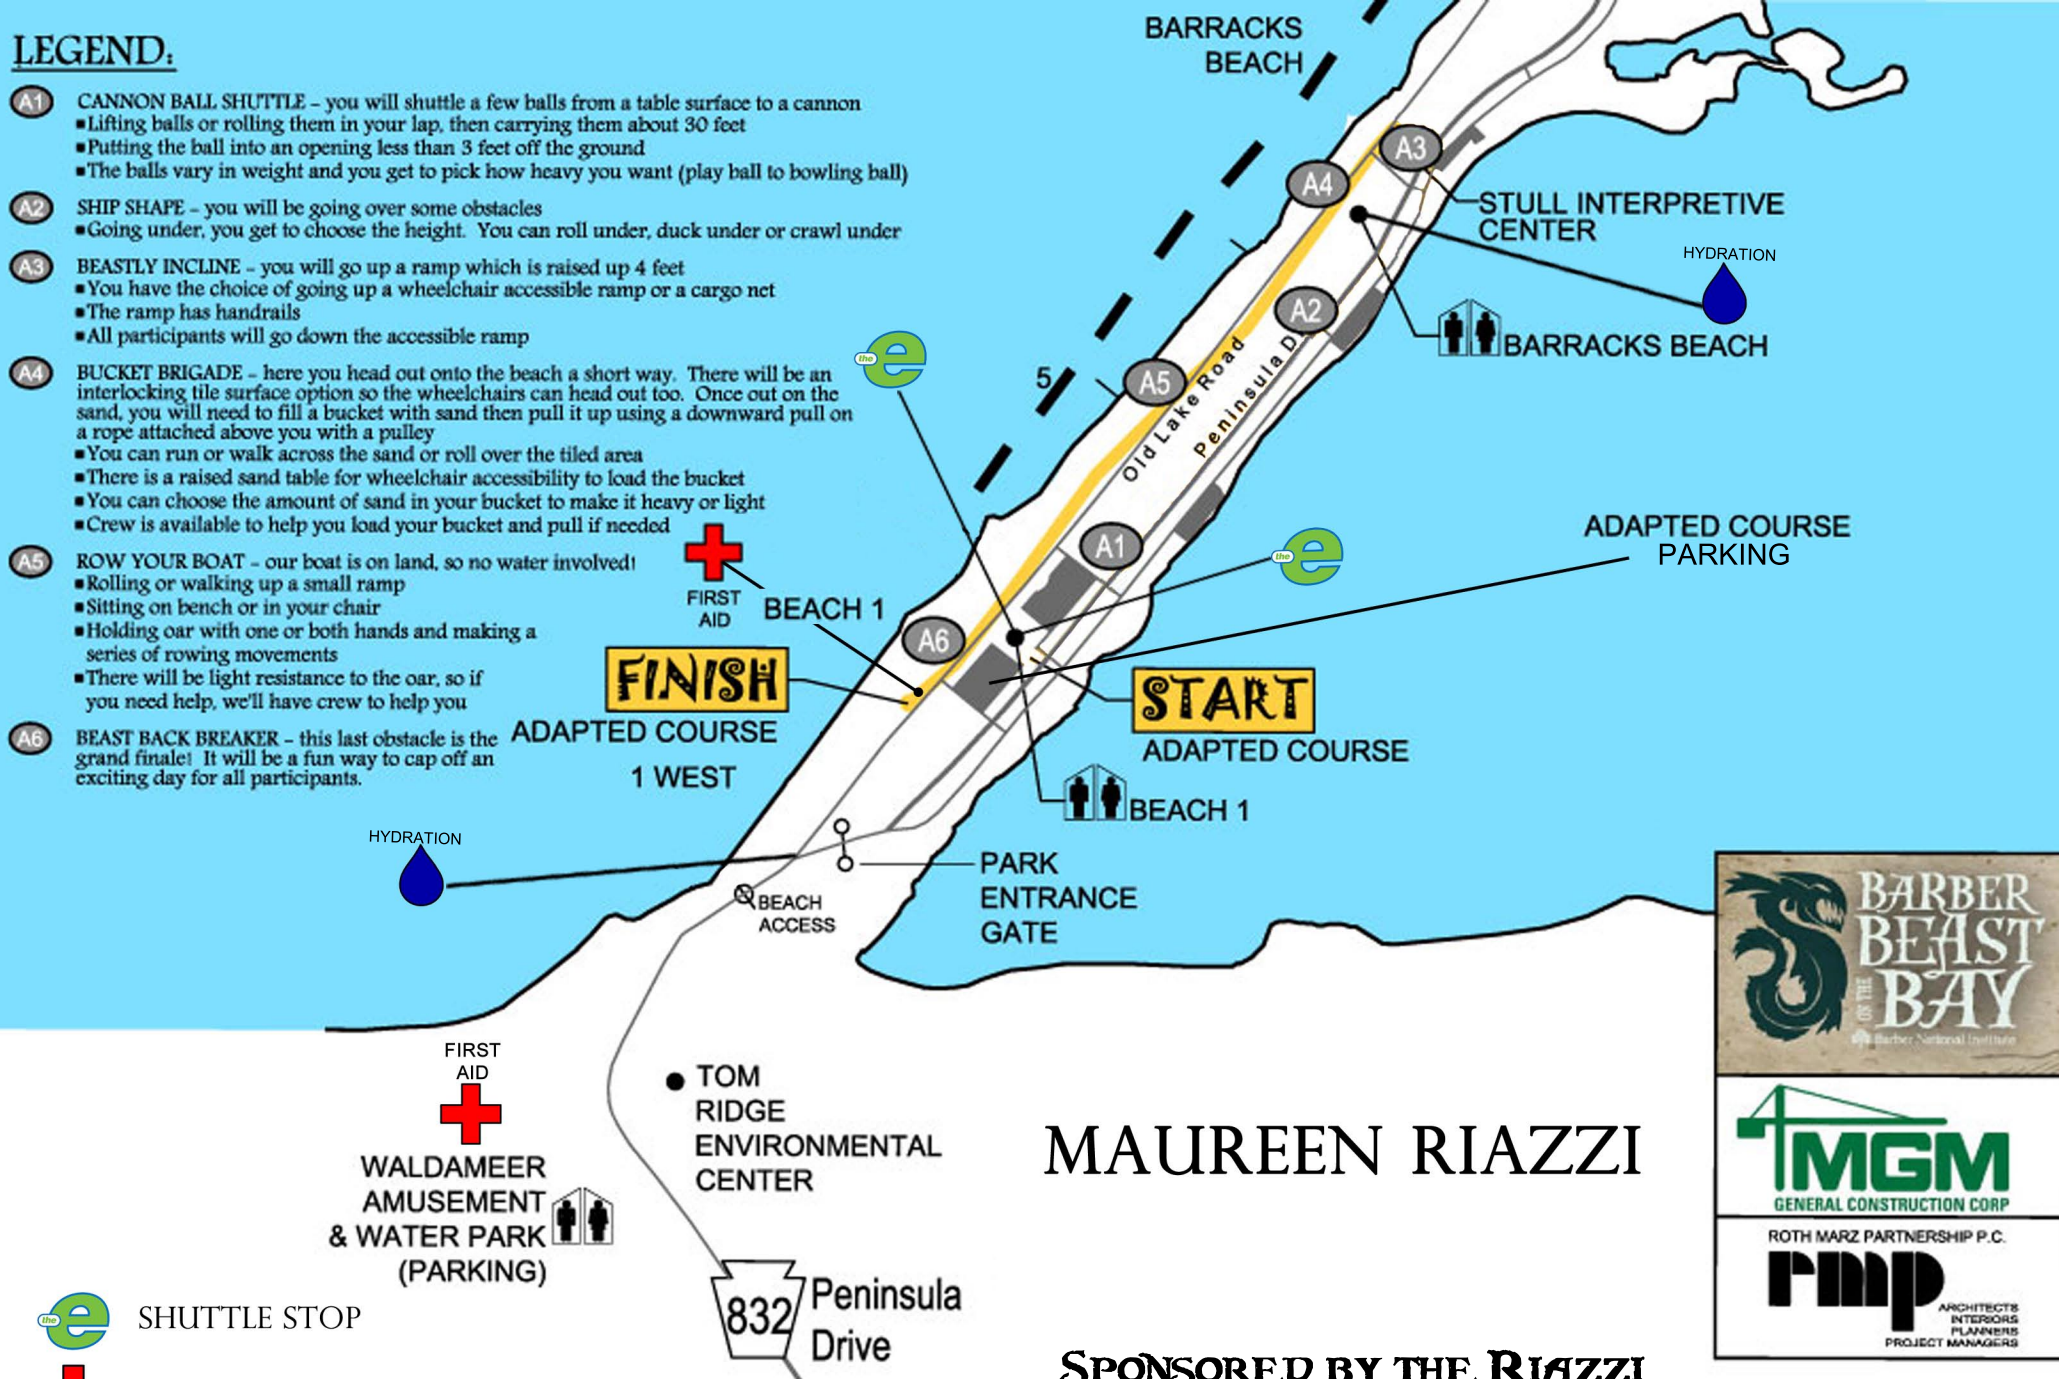 LEGEND:
A1 CANNON BALL SHUTTLE – you will shuttle a few balls from a table surface to a cannon
▪Lifting balls or rolling them in your lap, then carrying them about 30 feet
▪Putting the ball into an opening less than 3 feet off the ground
▪The balls vary in weight and you get to pick how heavy you want (play ball to bowling ball)
A2 SHIP SHAPE – you will be going over some obstacles
▪Going under, you get to choose the height. You can roll under, duck under or crawl under
A3 BEASTLY INCLINE – you will go up a ramp which is raised up 4 feet
▪You have the choice of going up a wheelchair accessible ramp or a cargo net
▪The ramp has handrails
▪All participants will go down the accessible ramp
A4 BUCKET BRIGADE – here you head out onto the beach a short way. There will be an
interlocking tile surface option so the wheelchairs can head out too. Once out on the
sand, you will need to fill a bucket with sand then pull it up using a downward pull on
a rope attached above you with a pulley
▪You can run or walk across the sand or roll over the tiled area
▪There is a raised sand table for wheelchair accessibility to load the bucket
▪You can choose the amount of sand in your bucket to make it heavy or light
▪Crew is available to help you load your bucket and pull if needed
A5 ROW YOUR BOAT – our boat is on land, so no water involved!
▪Rolling or walking up a small ramp
▪Sitting on bench or in your chair
▪Holding oar with one or both hands and making a
series of rowing movements
▪There will be light resistance to the oar, so if
you need help, we'll have crew to help you
A6 BEAST BACK BREAKER – this last obstacle is the
grand finale! It will be a fun way to cap off an
exciting day for all participants.
BARRACKS
BEACH
A3
A4
STULL INTERPRETIVE
CENTER
HYDRATION
A2
BARRACKS BEACH
the e
5
A5
Old Lake Road
Peninsula D
A1
the e
ADAPTED COURSE
PARKING
FIRST
AID
BEACH 1
A6
FINISH
ADAPTED COURSE
1 WEST
START
ADAPTED COURSE
BEACH 1
HYDRATION
PARK
ENTRANCE
GATE
BEACH
ACCESS
FIRST
AID
WALDAMEER
AMUSEMENT
& WATER PARK
(PARKING)
TOM
RIDGE
ENVIRONMENTAL
CENTER
832
Peninsula
Drive
the e SHUTTLE STOP
MAUREEN RIAZZI
SPONSORED BY THE RIAZZI
BARBER
BEAST
ON THE
BAY
Barber National Institute
MGM
GENERAL CONSTRUCTION CORP
ROTH MARZ PARTNERSHIP P.C.
rmp
ARCHITECTS
INTERIORS
PLANNERS
PROJECT MANAGERS